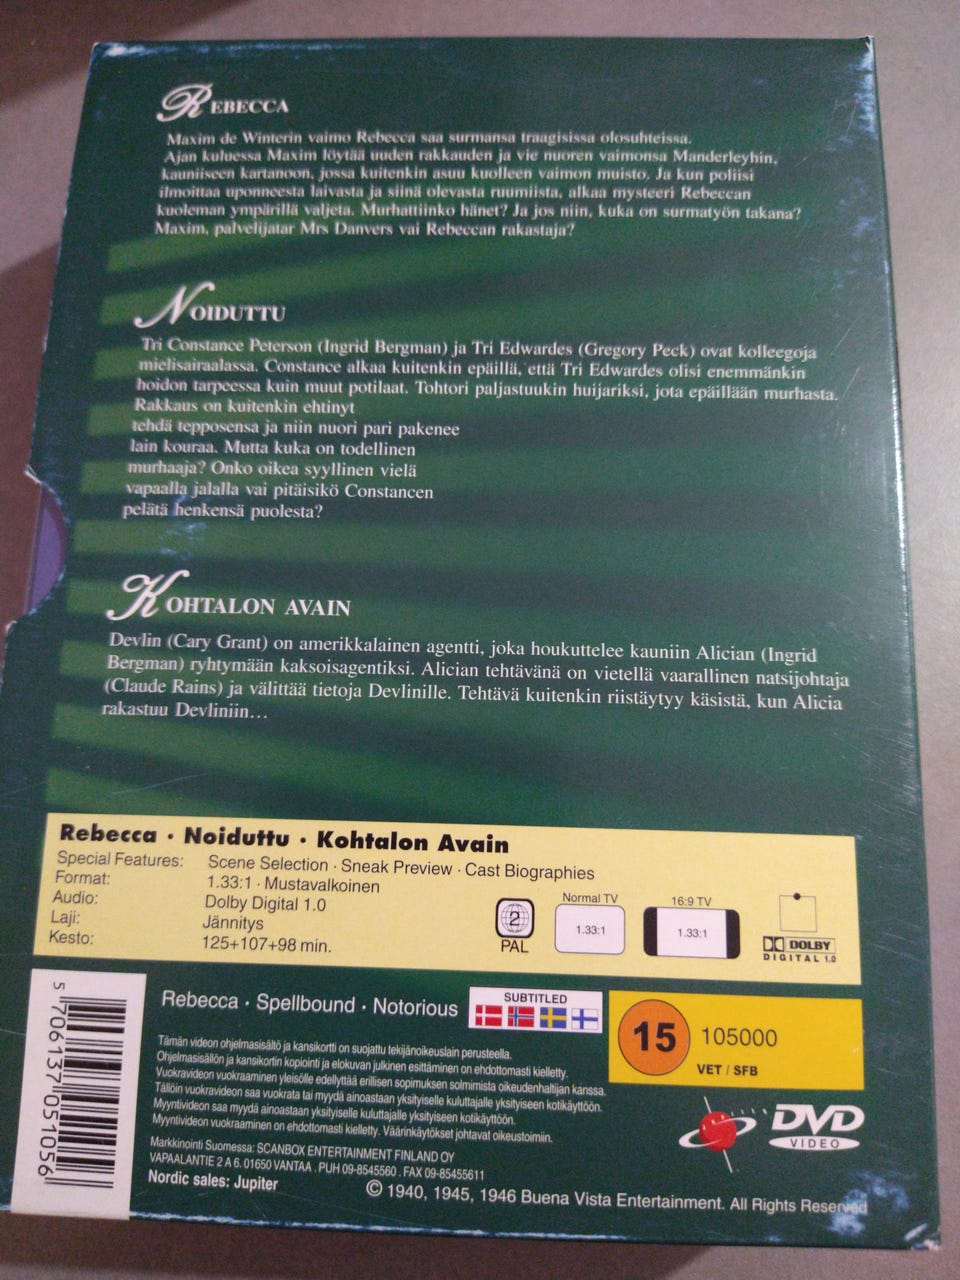 REBECCA
Maxim de Winterin vaimo Rebecca saa surmansa traagisissa olosuhteissa.
Ajan kuluessa Maxim löytää uuden rakkauden ja vie nuoren vaimonsa Manderleyhin,
kauniiseen kartanoon, jossa kuitenkin asuu kuolleen vaimon muisto. Ja kun poliisi
ilmoittaa uponneesta laivasta ja siinä olevasta ruumiista, alkaa mysteeri Rebeccan
kuoleman ympärillä valjeta. Murhattiinko hänet? Ja jos niin, kuka on surmatyön takana?
Maxim, palvelijatar Mrs Danvers vai Rebeccan rakastaja?
NOIDUTTU
Tri Constance Peterson (Ingrid Bergman) ja Tri Edwardes (Gregory Peck) ovat kolleegoja
mielisairaalassa. Constance alkaa kuitenkin epäillä, että Tri Edwardes olisi enemmänkin
hoidon tarpeessa kuin muut potilaat. Tohtori paljastuukin huijariksi, jota epäillään murhasta.
Rakkaus on kuitenkin ehtinyt
tehdä tepposensa ja niin nuori pari pakenee
lain kouraa. Mutta kuka on todellinen
murhaaja? Onko oikea syyllinen vielä
vapaalla jalalla vai pitäisikö Constancen
pelätä henkensä puolesta?
KOHTALON AVAIN
Devlin (Cary Grant) on amerikkalainen agentti, joka houkuttelee kauniin Alician (Ingrid
Bergman) ryhtymään kaksoisagentiksi. Alician tehtävänä on vietellä vaarallinen natsijohtaja
(Claude Rains) ja välittää tietoja Devlinille. Tehtävä kuitenkin riistäytyy käsistä, kun Alicia
rakastuu Devliniin...
Rebecca · Noiduttu · Kohtalon Avain
Special Features: Scene Selection · Sneak Preview · Cast Biographies
Format: 1.33:1 · Mustavalkoinen
Audio: Dolby Digital 1.0
Laji: Jännitys
Kesto: 125+107+98 min.
2
PAL
Normal TV
1.33:1
16:9 TV
1.33:1
DOLBY
DIGITAL 1.0
5 706137 051056
Rebecca · Spellbound · Notorious
SUBTITLED
15
105000
VET / SFB
Tämän videon ohjelmasisältö ja kansikortti on suojattu tekijänoikeuslain perusteella.
Ohjelmasisällön ja kansikortin kopiointi ja elokuvan julkinen esittäminen on ehdottomasti kielletty.
Vuokravideon vuokraaminen yleisölle edellyttää erillisen sopimuksen solmimista oikeudenhaltijan kanssa.
Tällöin vuokravideon saa vuokrata tai myydä ainoastaan yksityiselle kuluttajalle yksityiseen kotikäyttöön.
Myyntivideon saa myydä ainoastaan yksityiselle kuluttajalle yksityiseen kotikäyttöön.
Myyntivideon vuokraaminen on ehdottomasti kielletty. Väärinkäytökset johtavat oikeustoimiin.
Markkinointi Suomessa: SCANBOX ENTERTAINMENT FINLAND OY
VAPAALANTIE 2 A 6. 01650 VANTAA . PUH 09-8545560 . FAX 09-85455611
Nordic sales: Jupiter
DVD
VIDEO
© 1940, 1945, 1946 Buena Vista Entertainment. All Rights Reserved